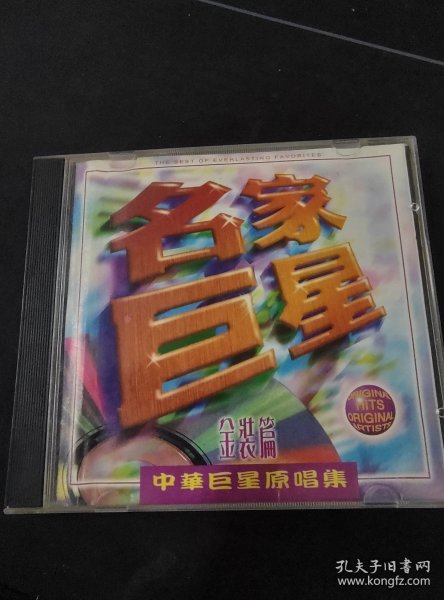 THE BEST OF EVERLASTING FAVORITES
名家
巨星
ORIGINAL
HITS
ORIGINAL
ARTISTS
金裝篇
中華巨星原唱集
孔夫子旧书网
www.kongfz.com